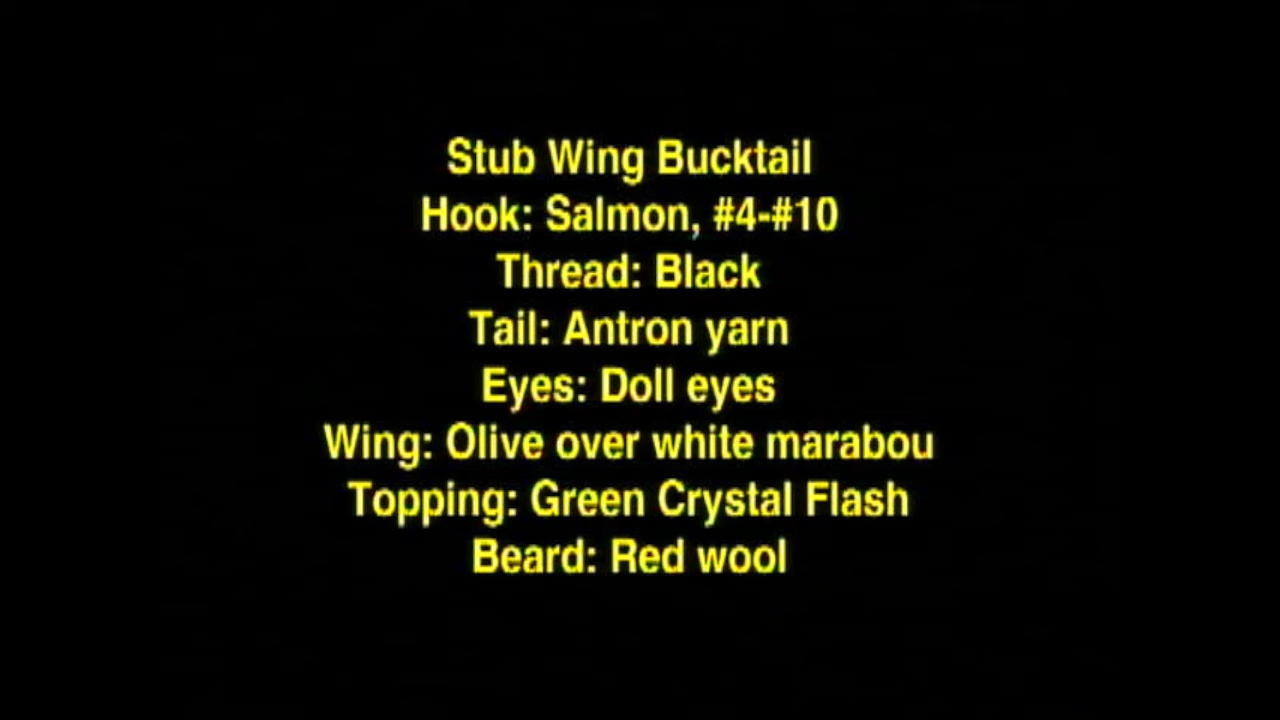 Stub Wing Bucktail
Hook: Salmon, #4-#10
Thread: Black
Tail: Antron yarn
Eyes: Doll eyes
Wing: Olive over white marabou
Topping: Green Crystal Flash
Beard: Red wool